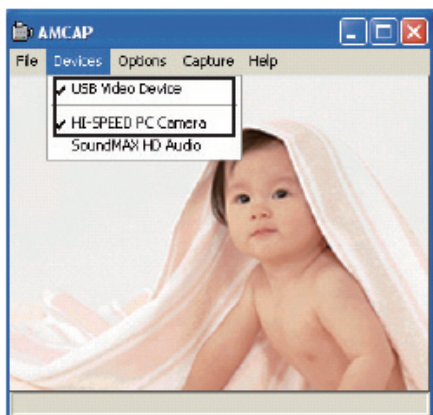 AMCAP
File Devices Options Capture Help
✔ USB Video Device
✔ HI-SPEED PC Camera
SoundMAX HD Audio